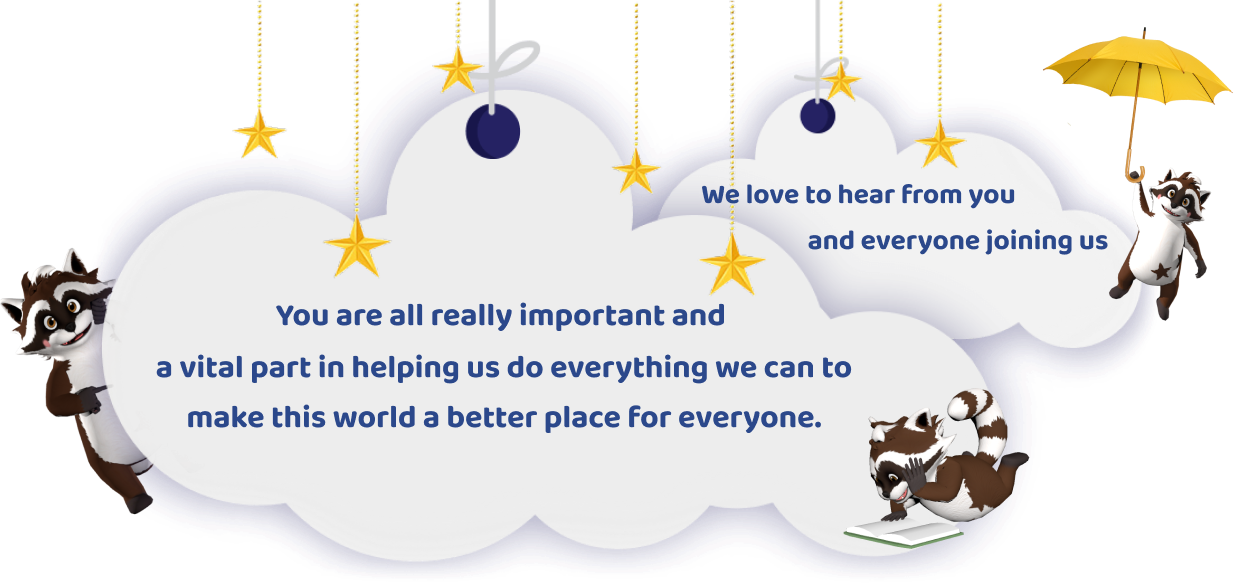 We love to hear from you
and everyone joining us
You are all really important and
a vital part in helping us do everything we can to
make this world a better place for everyone.